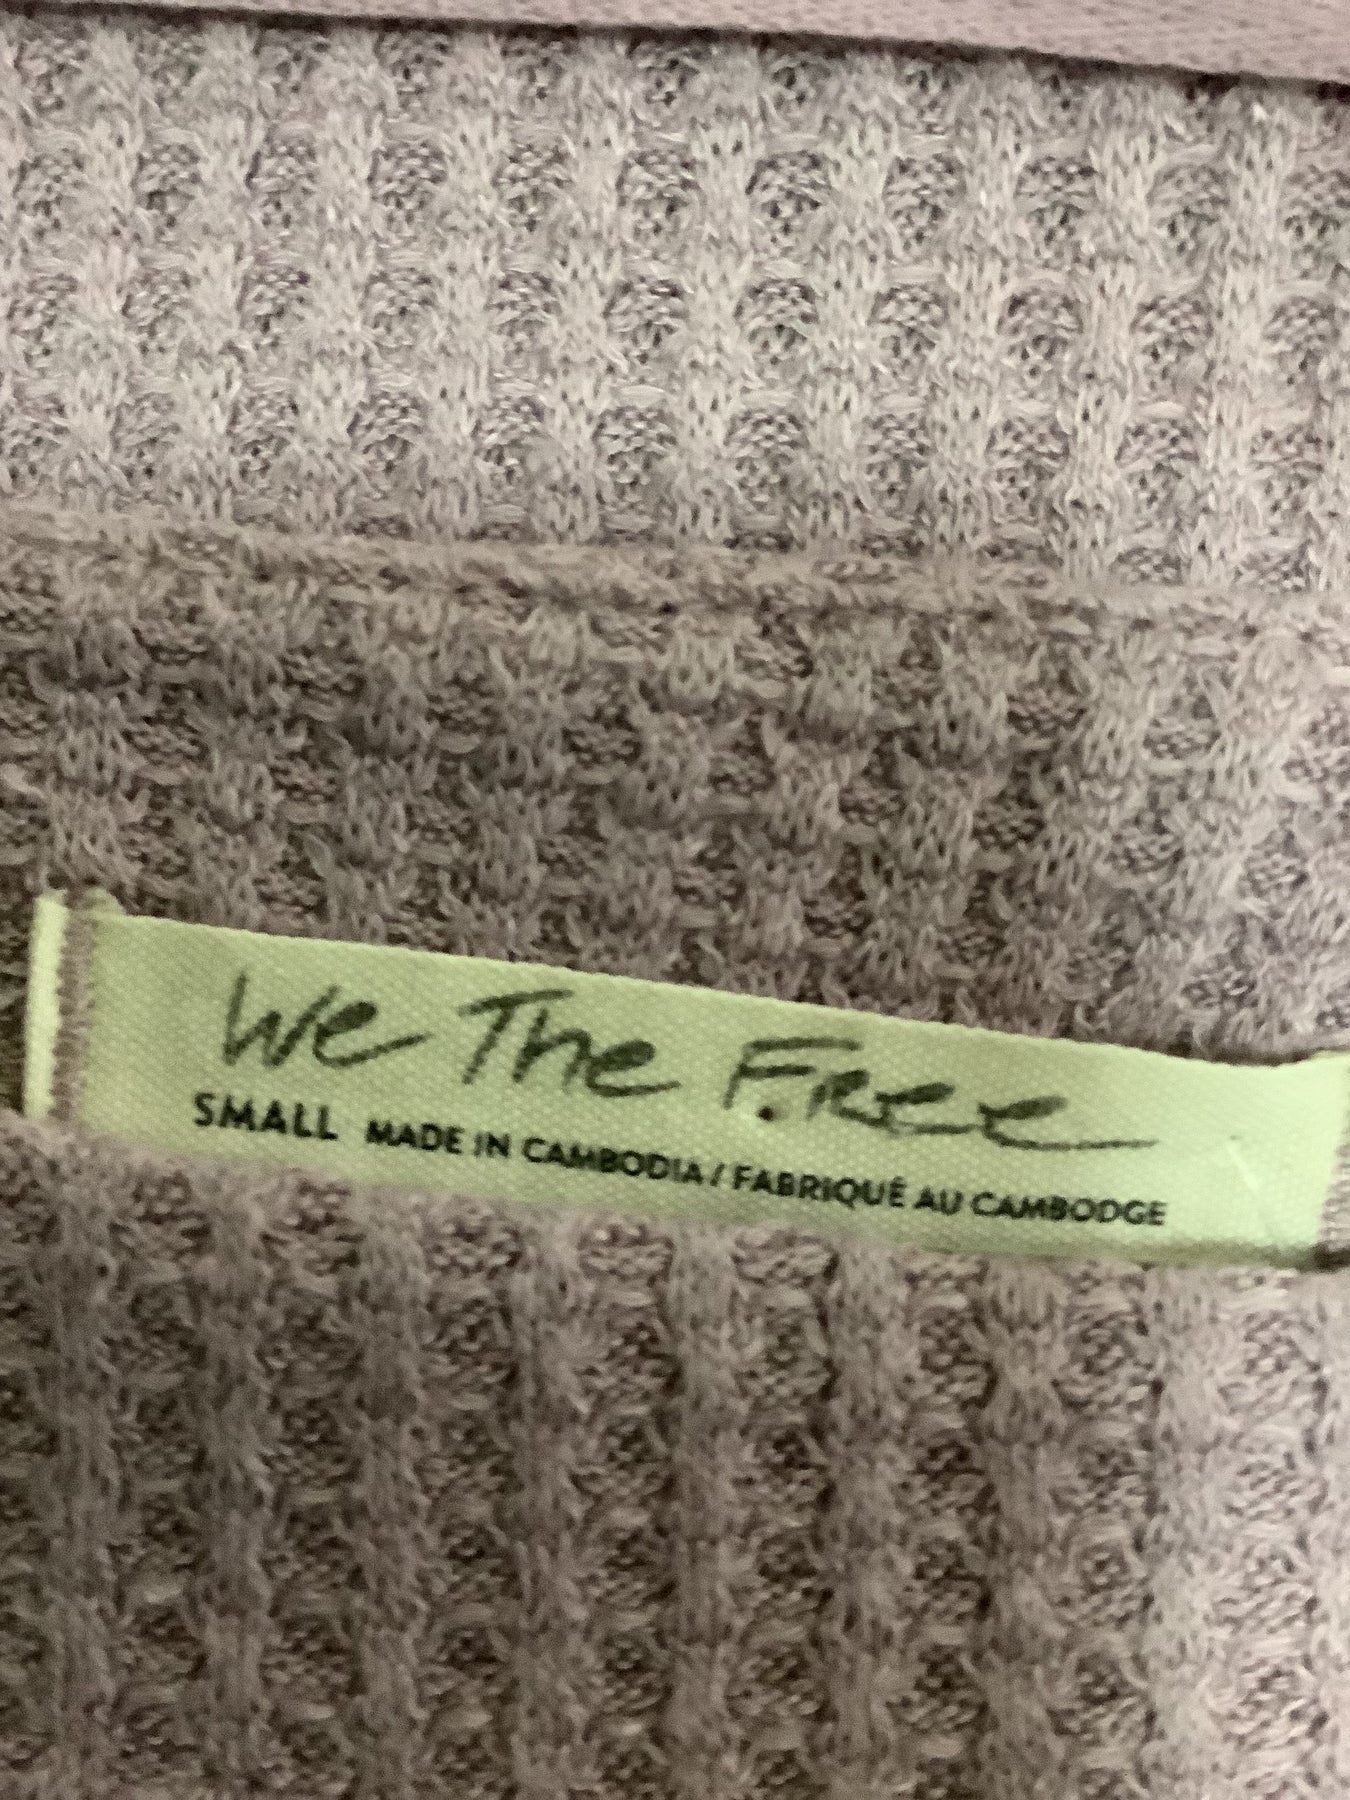 We The Free
SMALL MADE IN CAMBODIA / FABRIQUÉ AU CAMBODGE